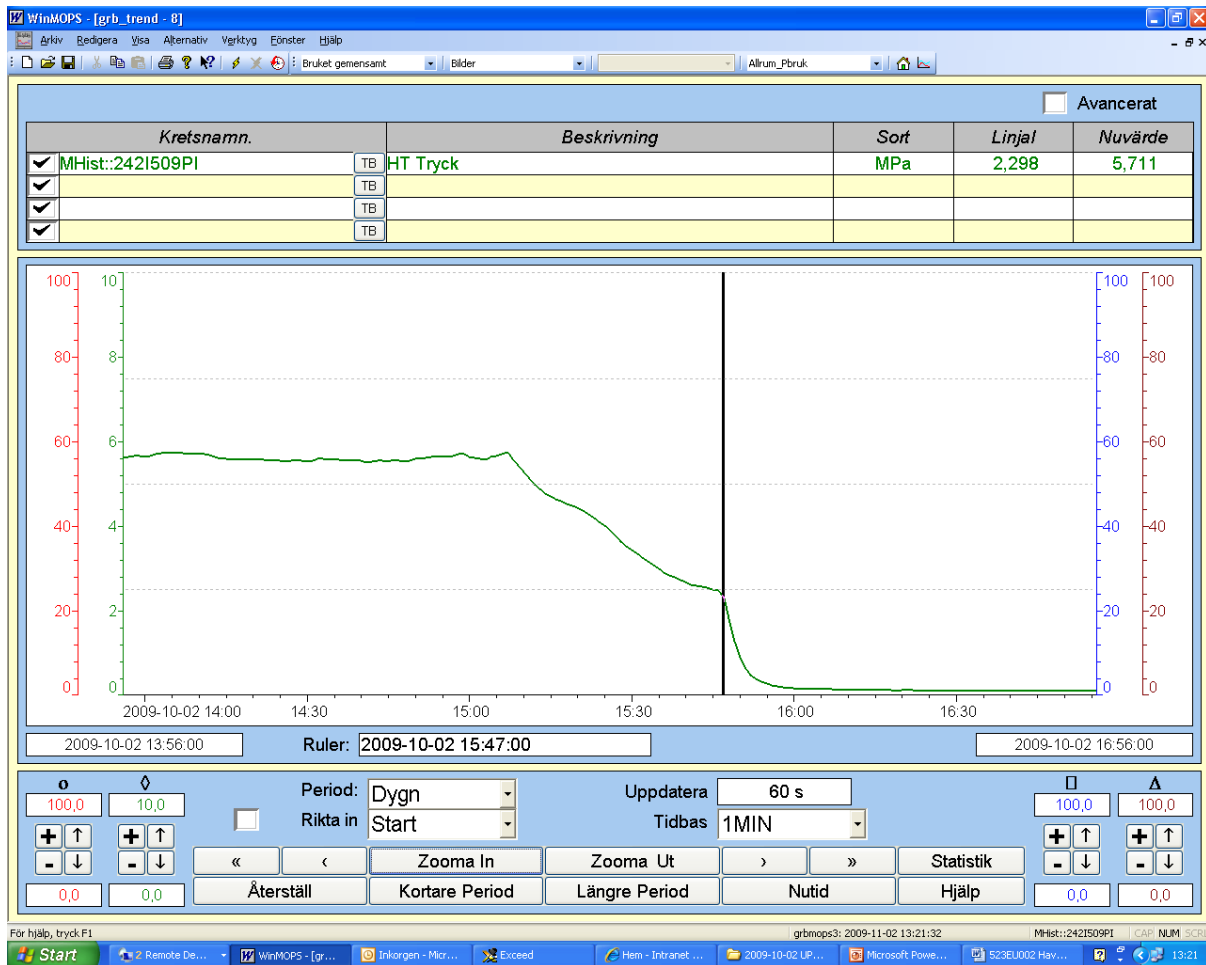 WinMOPS - [grb_trend - 8]
Arkiv Redigera Visa Alternativ Verktyg Fönster Hjälp
Bruket gemensamt Bilder Allrum_Pbruk
Avancerat
Kretsnamn. Beskrivning Sort Linjal Nuvärde
MHist::242I509PI TB HT Tryck MPa 2,298 5,711
TB
TB
TB
100 10 100 100
80 8 80 80
60 6 60 60
40 4 40 40
20 2 20 20
0 0 0 0
2009-10-02 14:00 14:30 15:00 15:30 16:00 16:30
2009-10-02 13:56:00 Ruler: 2009-10-02 15:47:00 2009-10-02 16:56:00
o ◊ Period: Dygn Uppdatera 60 s □ Δ
100,0 10,0 Rikta in Start Tidbas 1MIN 100,0 100,0
+ ↑ + ↑ + ↑ + ↑
- ↓ - ↓ « ‹ Zooma In Zooma Ut › » Statistik - ↓ - ↓
0,0 0,0 Återställ Kortare Period Längre Period Nutid Hjälp 0,0 0,0
För hjälp, tryck F1 grbmops3: 2009-11-02 13:21:32 MHist::242I509PI CAP NUM SCRL
Start 2 Remote De... WinMOPS - [gr... Inkorgen - Micr... Exceed Hem - Intranet ... 2009-10-02 UP... Microsoft Powe... 523EU002 Hav... 13:21